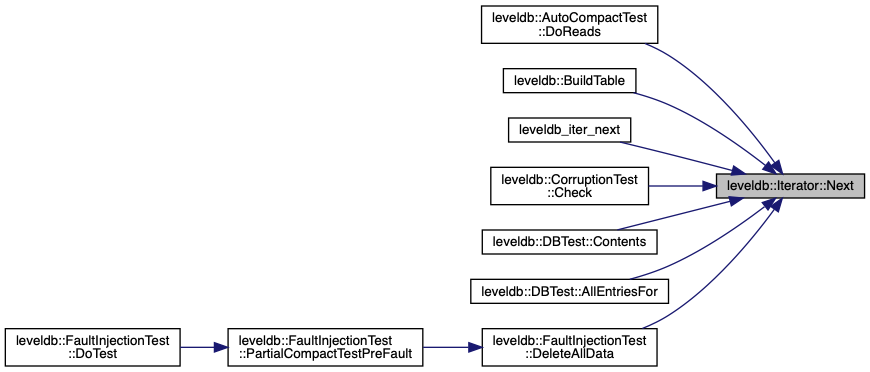 leveldb::AutoCompactTest
::DoReads
leveldb::BuildTable
leveldb_iter_next
leveldb::CorruptionTest
::Check
leveldb::Iterator::Next
leveldb::DBTest::Contents
leveldb::DBTest::AllEntriesFor
leveldb::FaultInjectionTest
::DoTest
leveldb::FaultInjectionTest
::PartialCompactTestPreFault
leveldb::FaultInjectionTest
::DeleteAllData